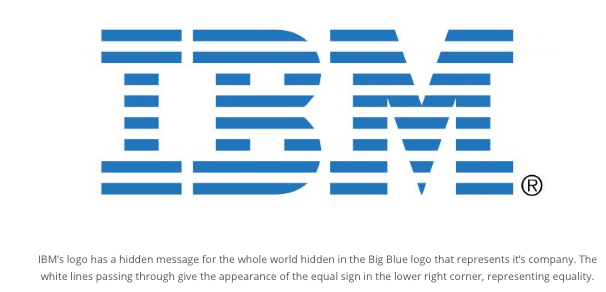 IBM
®
IBM's logo has a hidden message for the whole world hidden in the Big Blue logo that represents it's company. The
white lines passing through give the appearance of the equal sign in the lower right corner, representing equality.